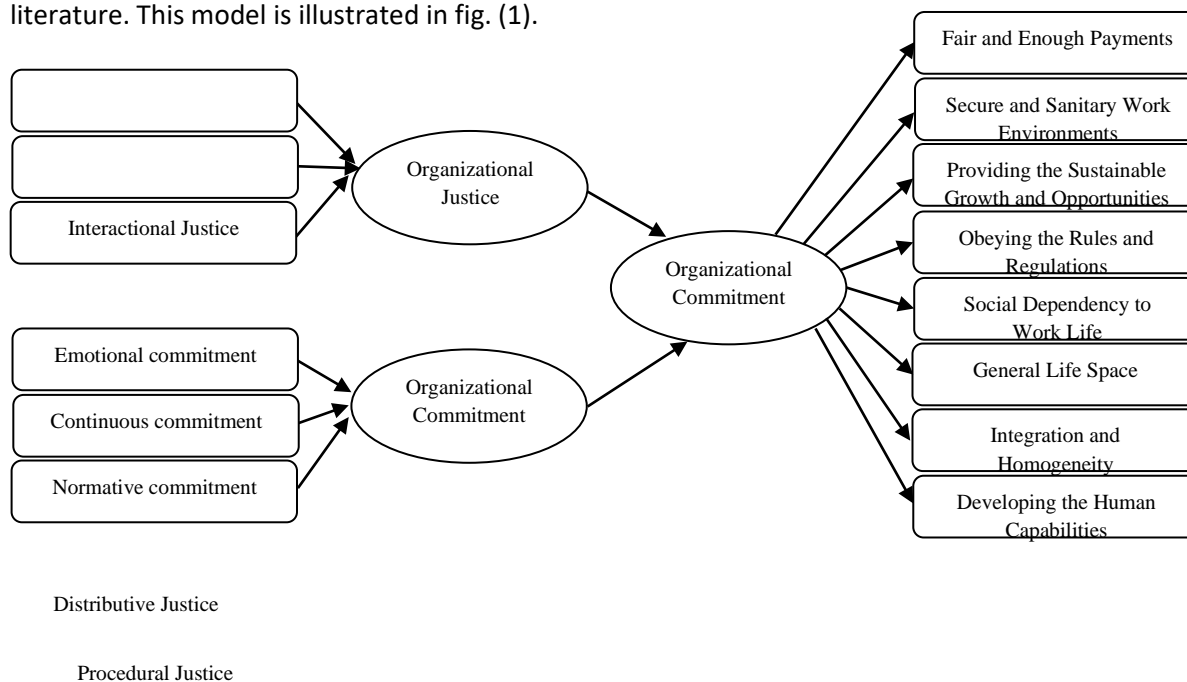 literature. This model is illustrated in fig. (1).
Interactional Justice
Emotional commitment
Continuous commitment
Normative commitment
Organizational
Justice
Organizational
Commitment
Organizational
Commitment
Fair and Enough Payments
Secure and Sanitary Work
Environments
Providing the Sustainable
Growth and Opportunities
Obeying the Rules and
Regulations
Social Dependency to
Work Life
General Life Space
Integration and
Homogeneity
Developing the Human
Capabilities
Distributive Justice
Procedural Justice